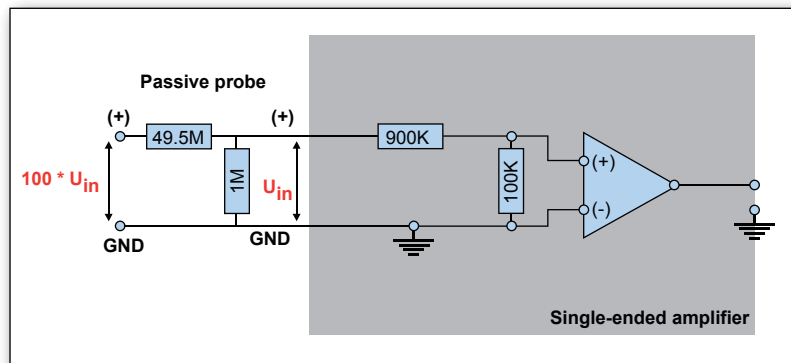 Passive probe
(+)
49.5M
(+)
900K
100 * Uin
1M
Uin
100K
(+)
(-)
GND
GND
Single-ended amplifier